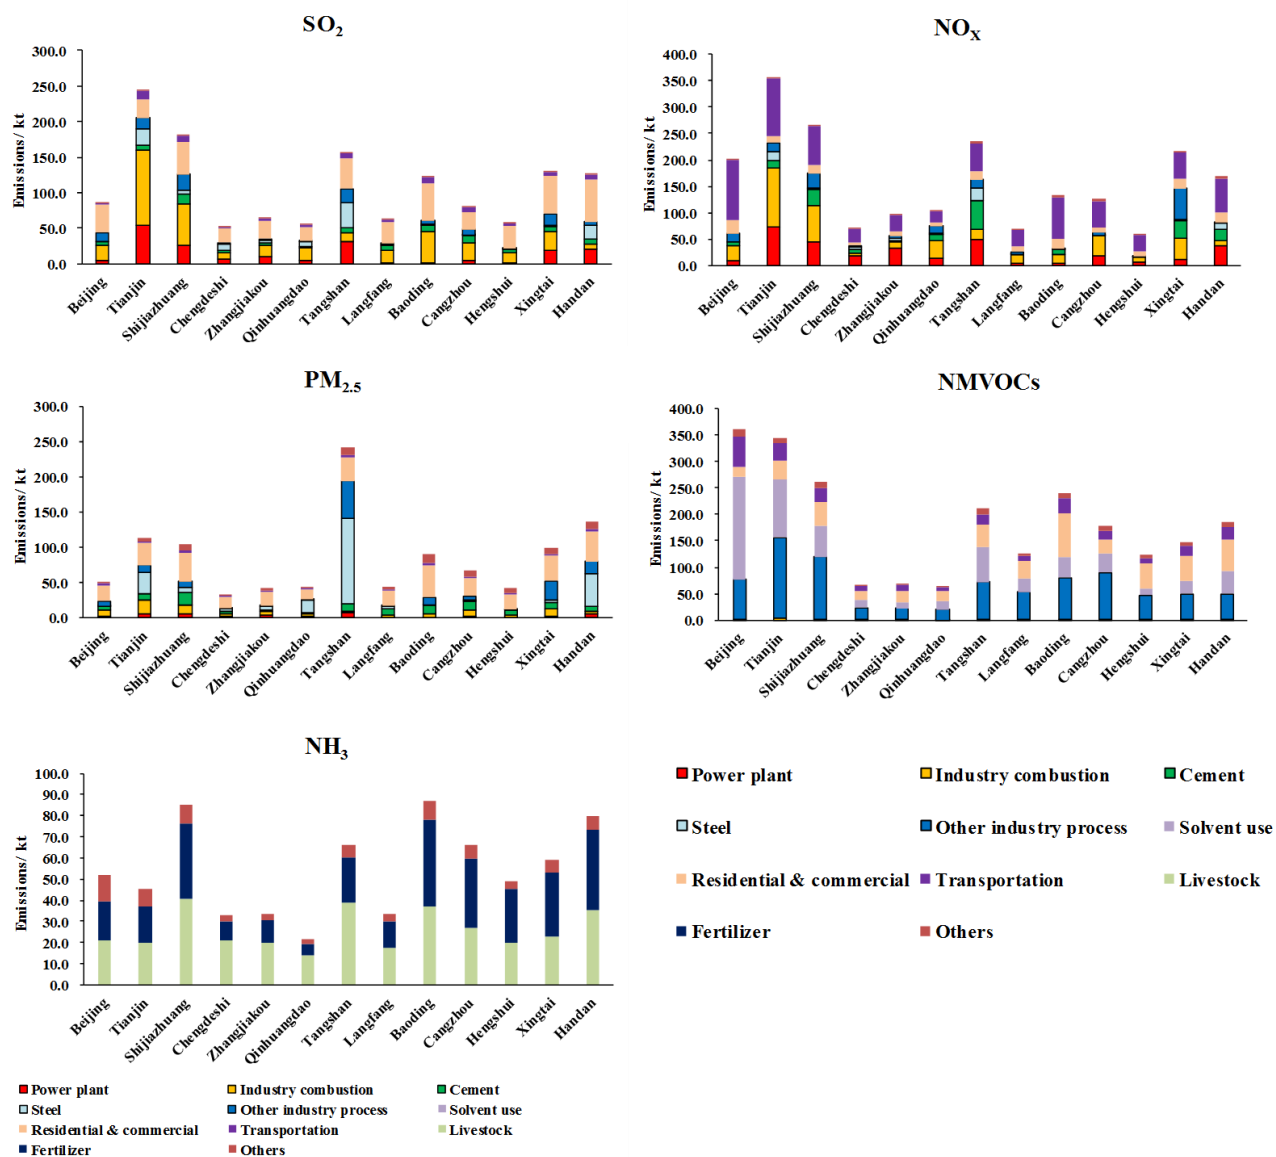 SO2
Emissions/ kt
300.0
250.0
200.0
150.0
100.0
50.0
0.0
Beijing
Tianjin
Shijiazhuang
Chengdeshi
Zhangjiakou
Qinhuangdao
Tangshan
Langfang
Baoding
Cangzhou
Hengshui
Xingtai
Handan
NOX
Emissions/ kt
400.0
350.0
300.0
250.0
200.0
150.0
100.0
50.0
0.0
Beijing
Tianjin
Shijiazhuang
Chengdeshi
Zhangjiakou
Qinhuangdao
Tangshan
Langfang
Baoding
Cangzhou
Hengshui
Xingtai
Handan
PM2.5
Emissions/ kt
300.0
250.0
200.0
150.0
100.0
50.0
0.0
Beijing
Tianjin
Shijiazhuang
Chengdeshi
Zhangjiakou
Qinhuangdao
Tangshan
Langfang
Baoding
Cangzhou
Hengshui
Xingtai
Handan
NMVOCs
Emissions/ kt
400.0
350.0
300.0
250.0
200.0
150.0
100.0
50.0
0.0
Beijing
Tianjin
Shijiazhuang
Chengdeshi
Zhangjiakou
Qinhuangdao
Tangshan
Langfang
Baoding
Cangzhou
Hengshui
Xingtai
Handan
NH3
Emissions/ kt
100.0
90.0
80.0
70.0
60.0
50.0
40.0
30.0
20.0
10.0
0.0
Beijing
Tianjin
Shijiazhuang
Chengdeshi
Zhangjiakou
Qinhuangdao
Tangshan
Langfang
Baoding
Cangzhou
Hengshui
Xingtai
Handan
Power plant Industry combustion Cement
Steel Other industry process Solvent use
Residential & commercial Transportation Livestock
Fertilizer Others
Power plant Industry combustion Cement
Steel Other industry process Solvent use
Residential & commercial Transportation Livestock
Fertilizer Others